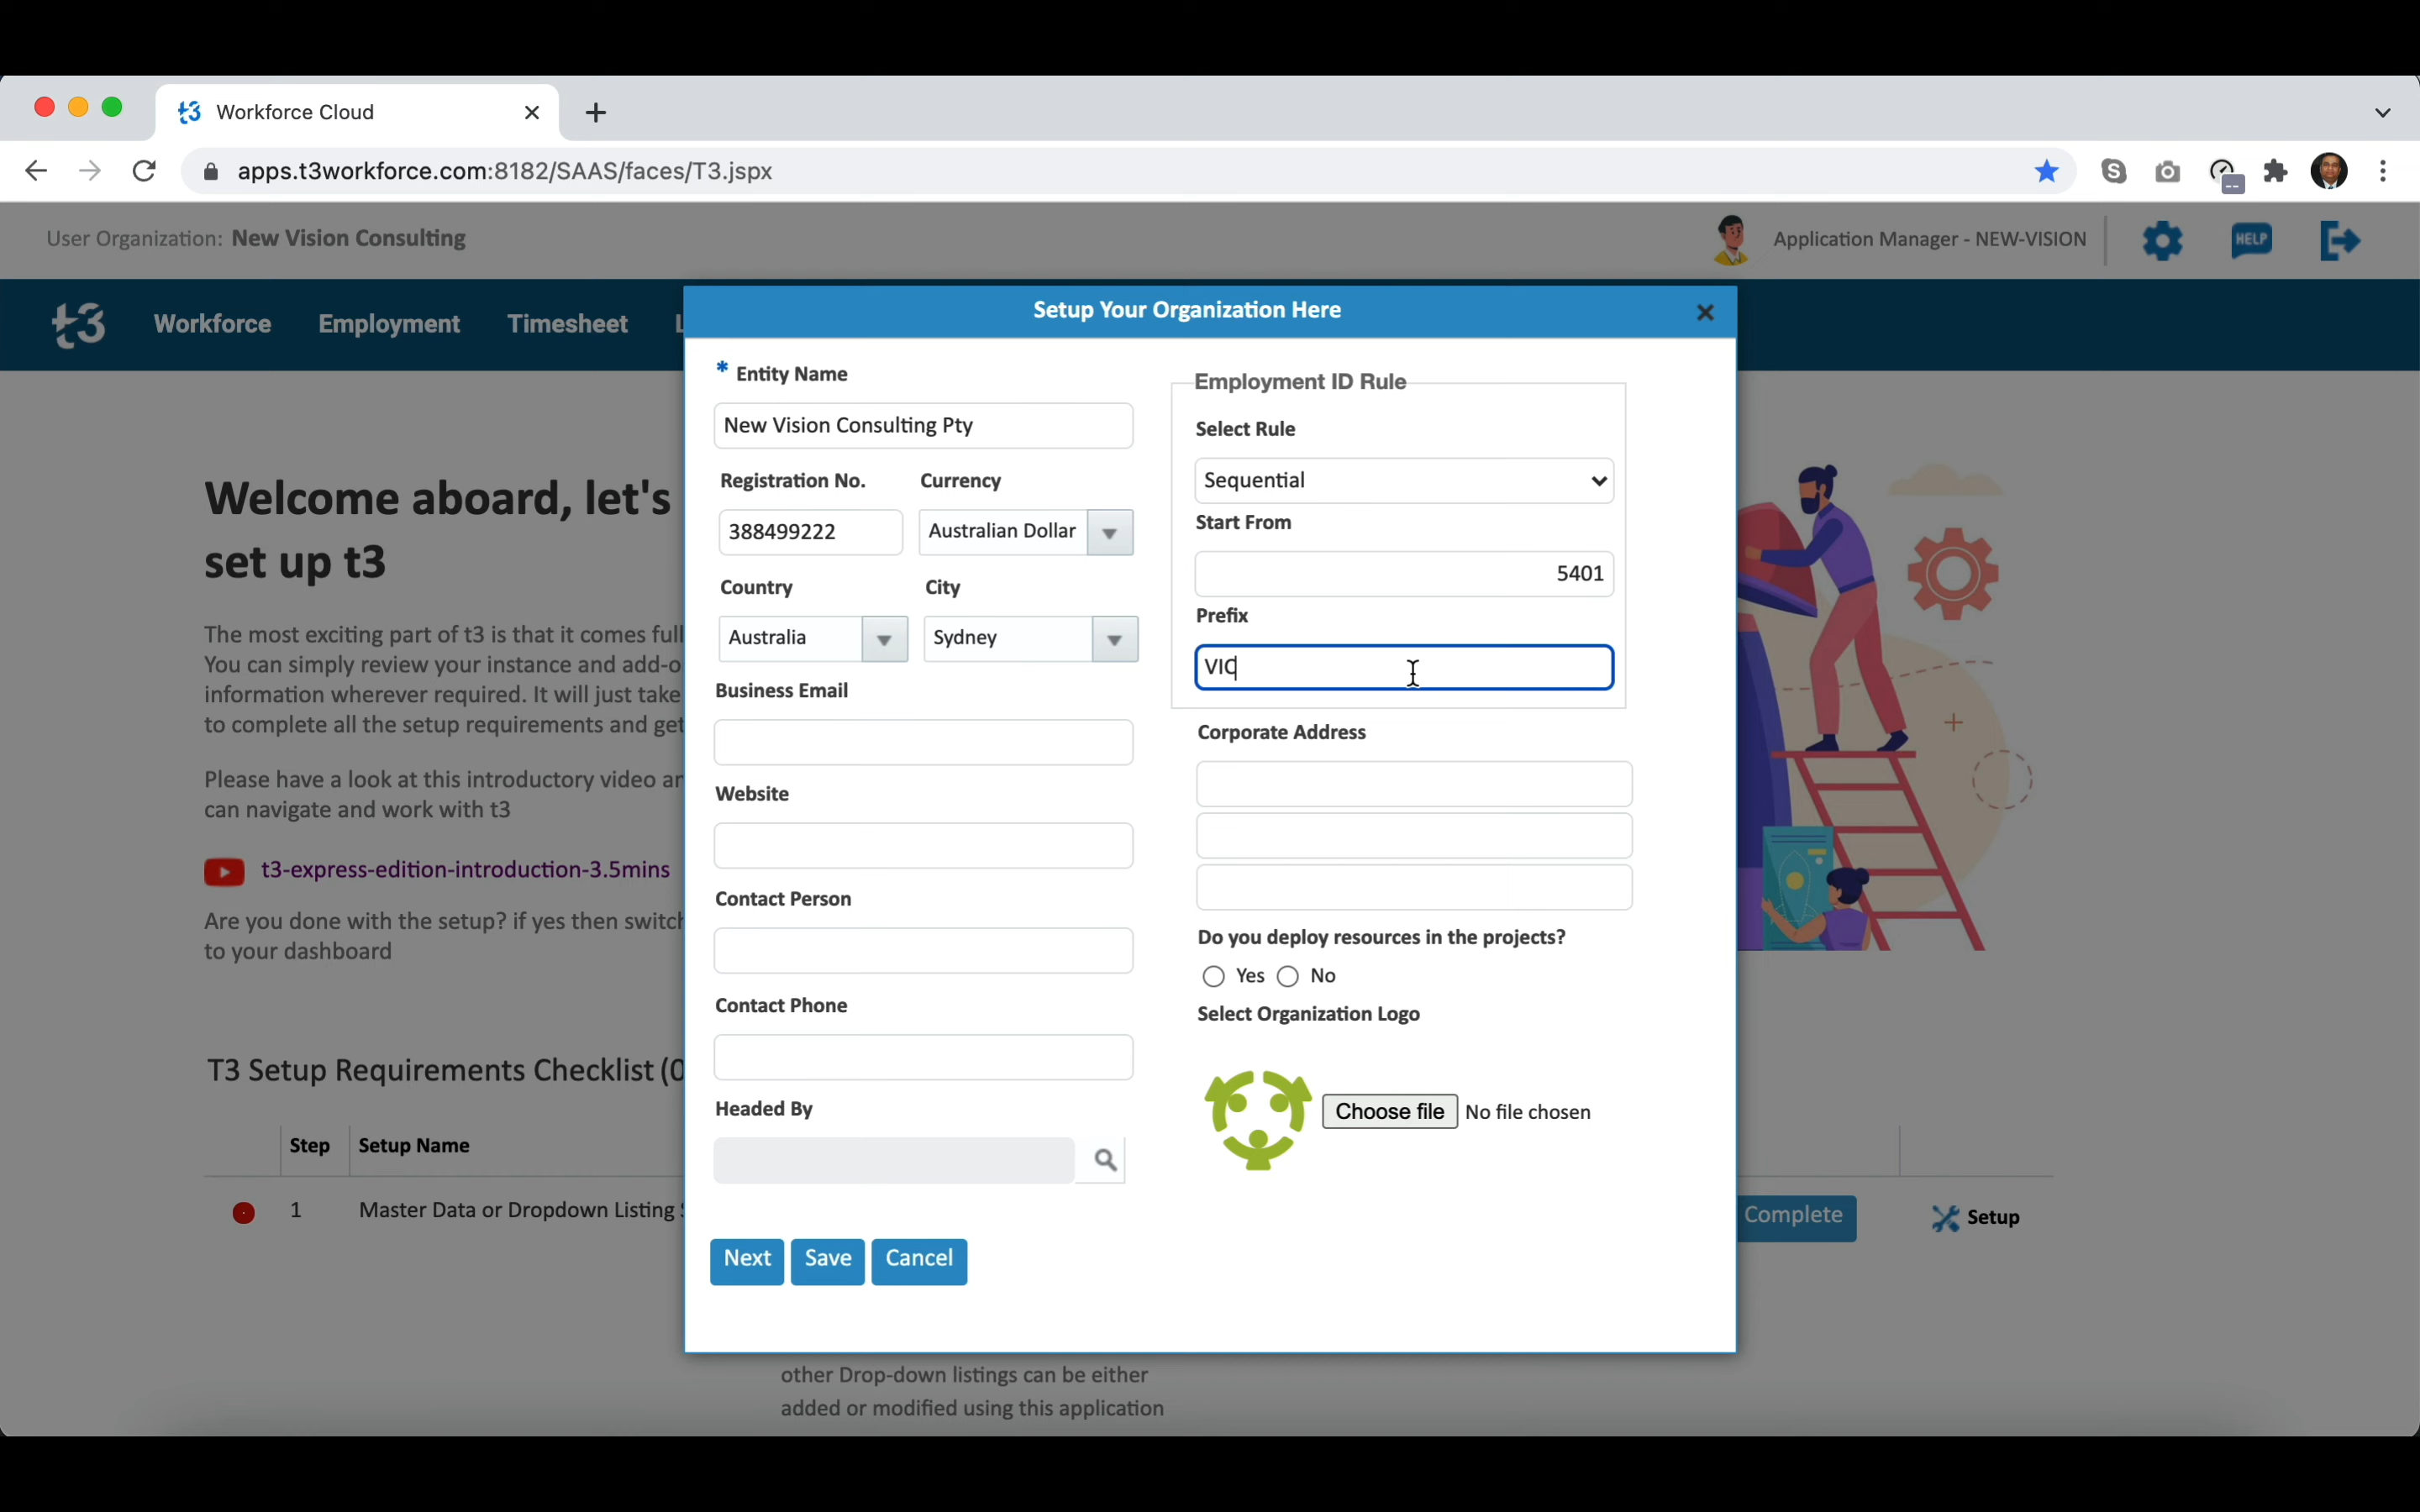 Workforce Cloud
apps.t3workforce.com:8182/SAAS/faces/T3.jspx
User Organization: New Vision Consulting
Application Manager - NEW-VISION
HELP
t3
Workforce
Employment
Timesheet
Setup Your Organization Here
* Entity Name
New Vision Consulting Pty
Registration No.
Currency
388499222
Australian Dollar
Country
City
Australia
Sydney
Business Email
Website
Contact Person
Contact Phone
Headed By
Next
Save
Cancel
Employment ID Rule
Select Rule
Sequential
Start From
5401
Prefix
VIC
Corporate Address
Do you deploy resources in the projects?
Yes
No
Select Organization Logo
Choose file
No file chosen
Welcome aboard, let's
set up t3
The most exciting part of t3 is that it comes full
You can simply review your instance and add-o
information wherever required. It will just take
to complete all the setup requirements and get
Please have a look at this introductory video an
can navigate and work with t3
t3-express-edition-introduction-3.5mins
Are you done with the setup? if yes then switch
to your dashboard
T3 Setup Requirements Checklist (0
Step
Setup Name
1
Master Data or Dropdown Listing
Complete
Setup
other Drop-down listings can be either
added or modified using this application